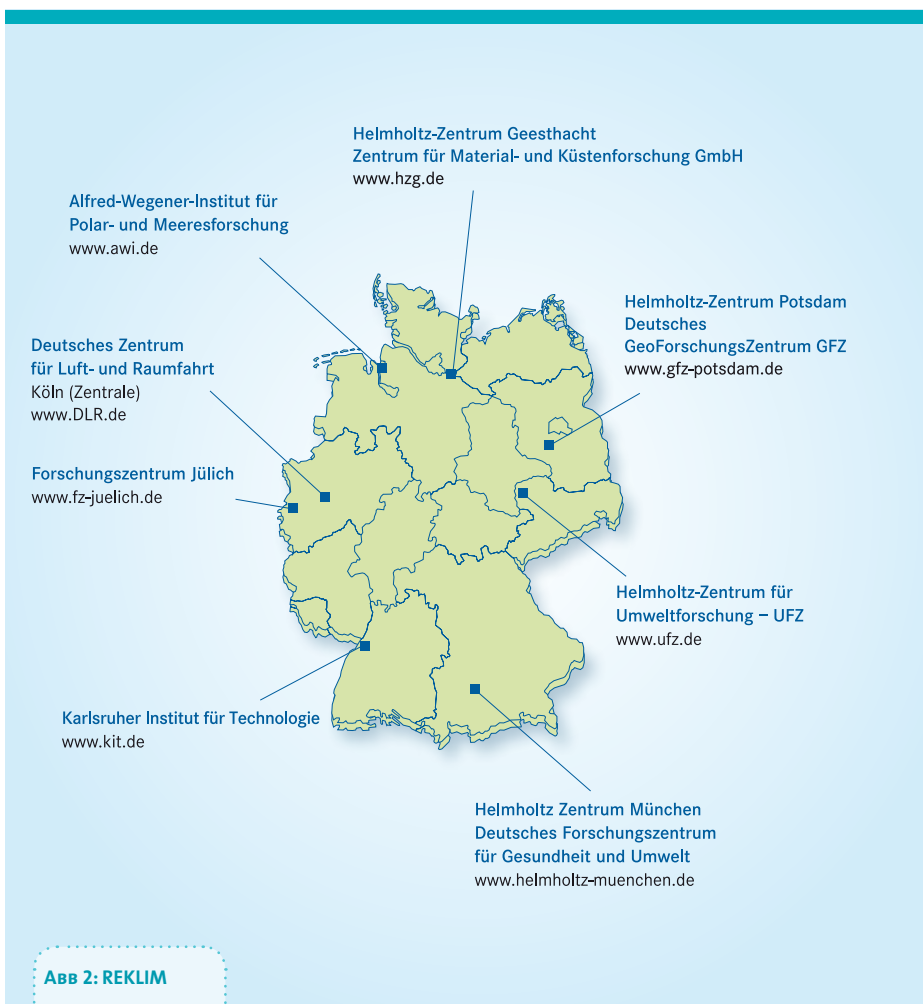 Helmholtz-Zentrum Geesthacht
Zentrum für Material- und Küstenforschung GmbH
www.hzg.de
Alfred-Wegener-Institut für
Polar- und Meeresforschung
www.awi.de
Helmholtz-Zentrum Potsdam
Deutsches
GeoForschungsZentrum GFZ
www.gfz-potsdam.de
Deutsches Zentrum
für Luft- und Raumfahrt
Köln (Zentrale)
www.DLR.de
Forschungszentrum Jülich
www.fz-juelich.de
Helmholtz-Zentrum für
Umweltforschung – UFZ
www.ufz.de
Karlsruher Institut für Technologie
www.kit.de
Helmholtz Zentrum München
Deutsches Forschungszentrum
für Gesundheit und Umwelt
www.helmholtz-muenchen.de
ABB 2: REKLIM